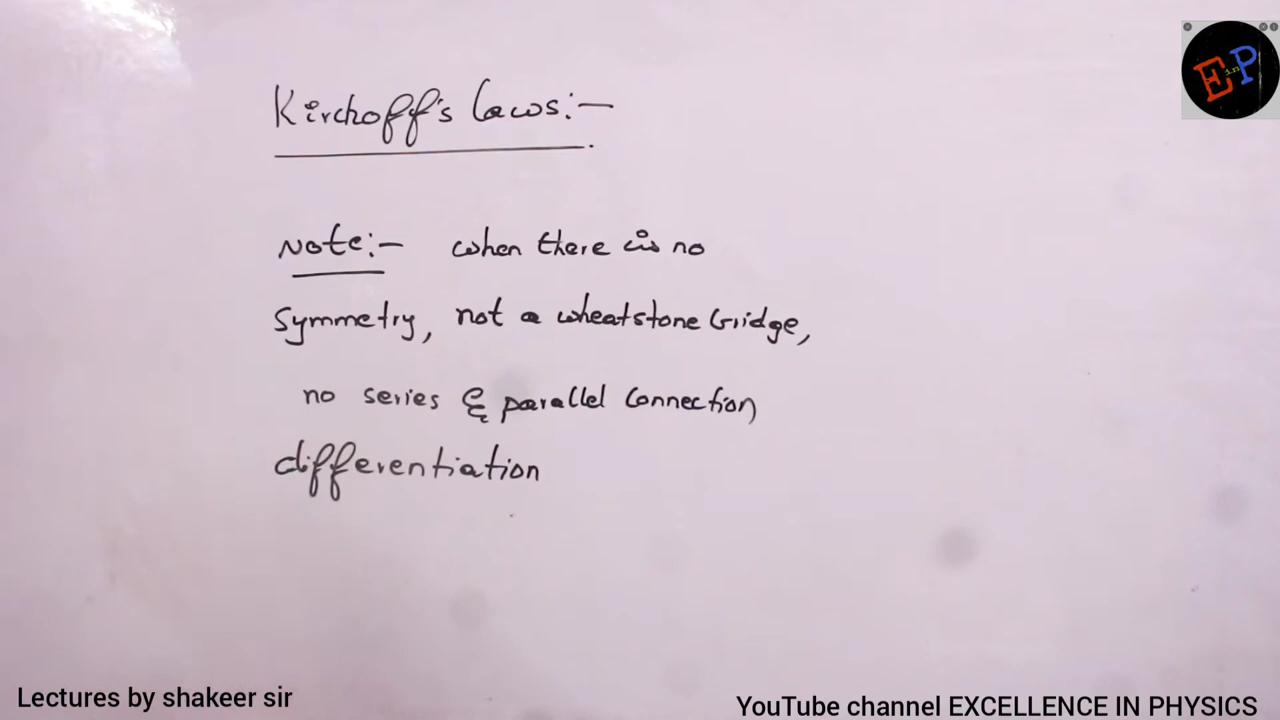 E in P
Kirchoff's laws:-
Note:- when there is no
Symmetry, not a wheatstone bridge,
no series & parallel Connection
differentiation
Lectures by shakeer sir
YouTube channel EXCELLENCE IN PHYSICS